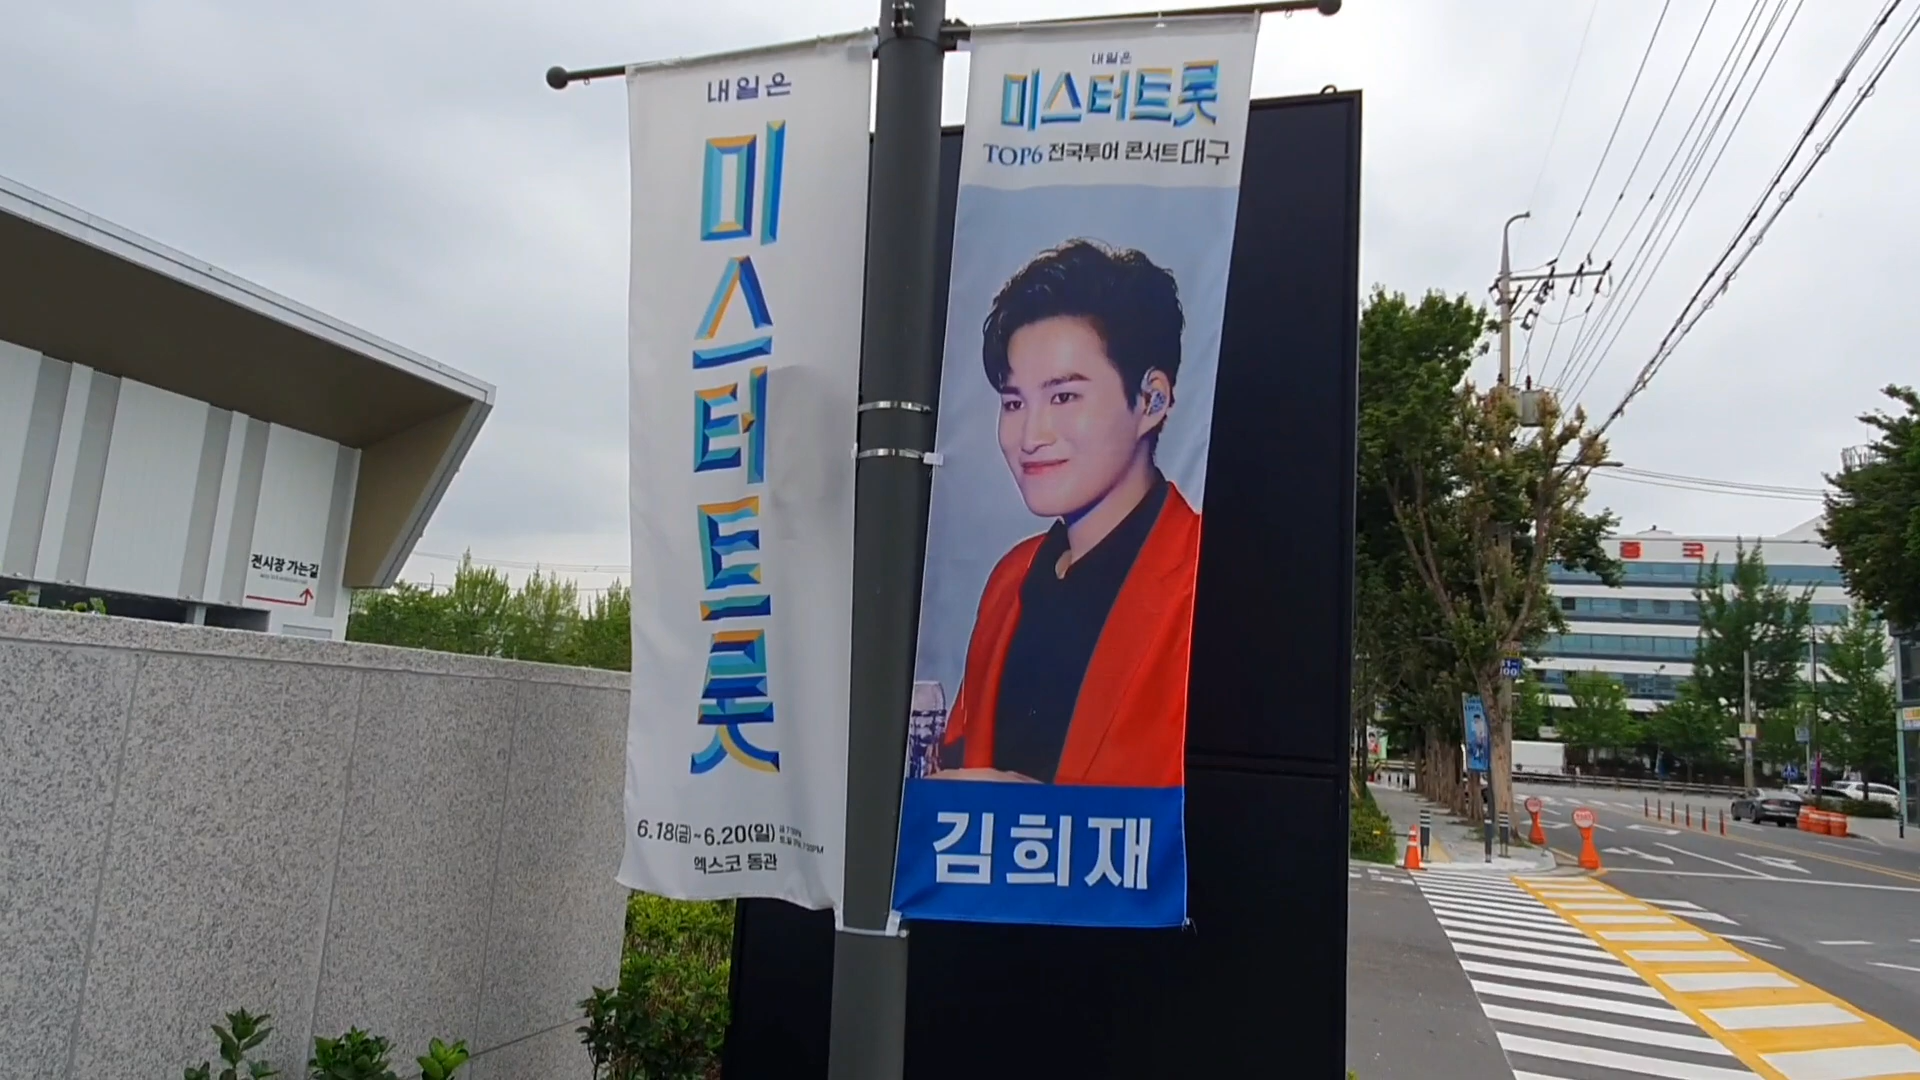 내일은
미스터트롯
6.18(금)~6.20(일)
엑스코 동관
내일은
미스터트롯
TOP6 전국투어 콘서트 대구
김희재
전시장 가는길